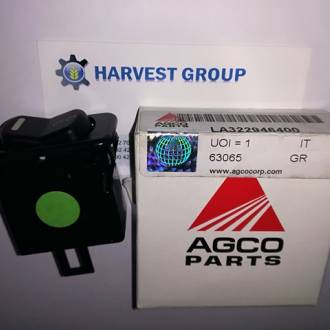 HARVEST GROUP
LA322946400
UOI = 1 IT
63065 GR
www.agcocorp.com
AGCO
PARTS